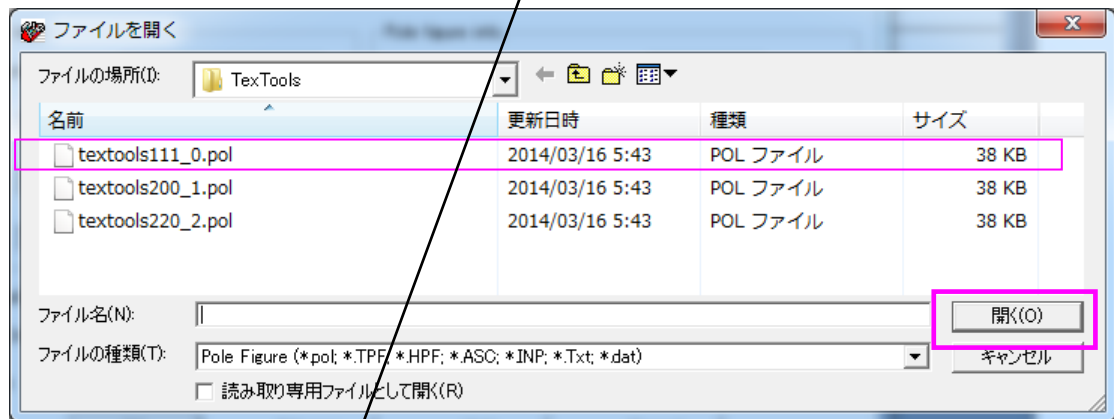 ファイルを開く
ファイルの場所(I):
TexTools
名前 更新日時 種類 サイズ
textools111_0.pol 2014/03/16 5:43 POL ファイル 38 KB
textools200_1.pol 2014/03/16 5:43 POL ファイル 38 KB
textools220_2.pol 2014/03/16 5:43 POL ファイル 38 KB
ファイル名(N): 開く(O)
ファイルの種類(T): Pole Figure (*.pol; *.TPF; *.HPF; *.ASC; *.INP; *.Txt; *.dat) キャンセル
読み取り専用ファイルとして開く(R)